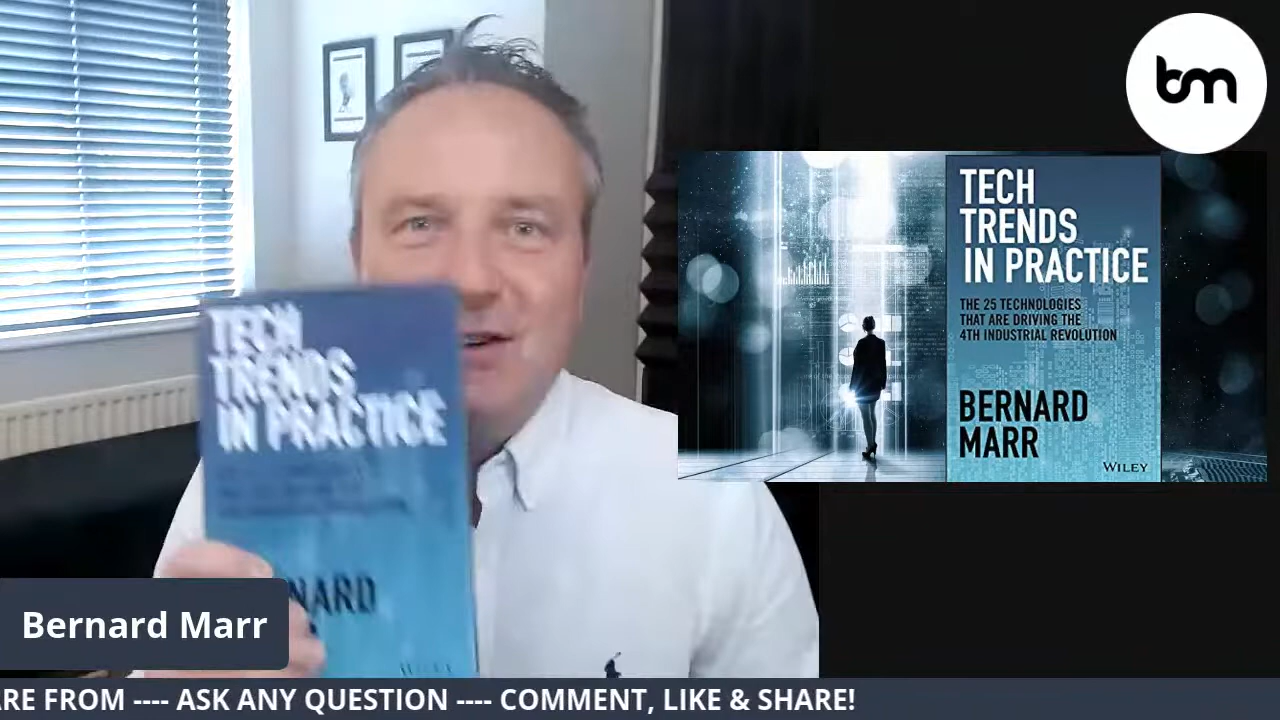 TECH
TRENDS
IN PRACTICE
NARD
Bernard Marr
bm
TECH
TRENDS
IN PRACTICE
THE 25 TECHNOLOGIES
THAT ARE DRIVING THE
4TH INDUSTRIAL REVOLUTION
BERNARD
MARR
WILEY
RE FROM ---- ASK ANY QUESTION ---- COMMENT, LIKE & SHARE!